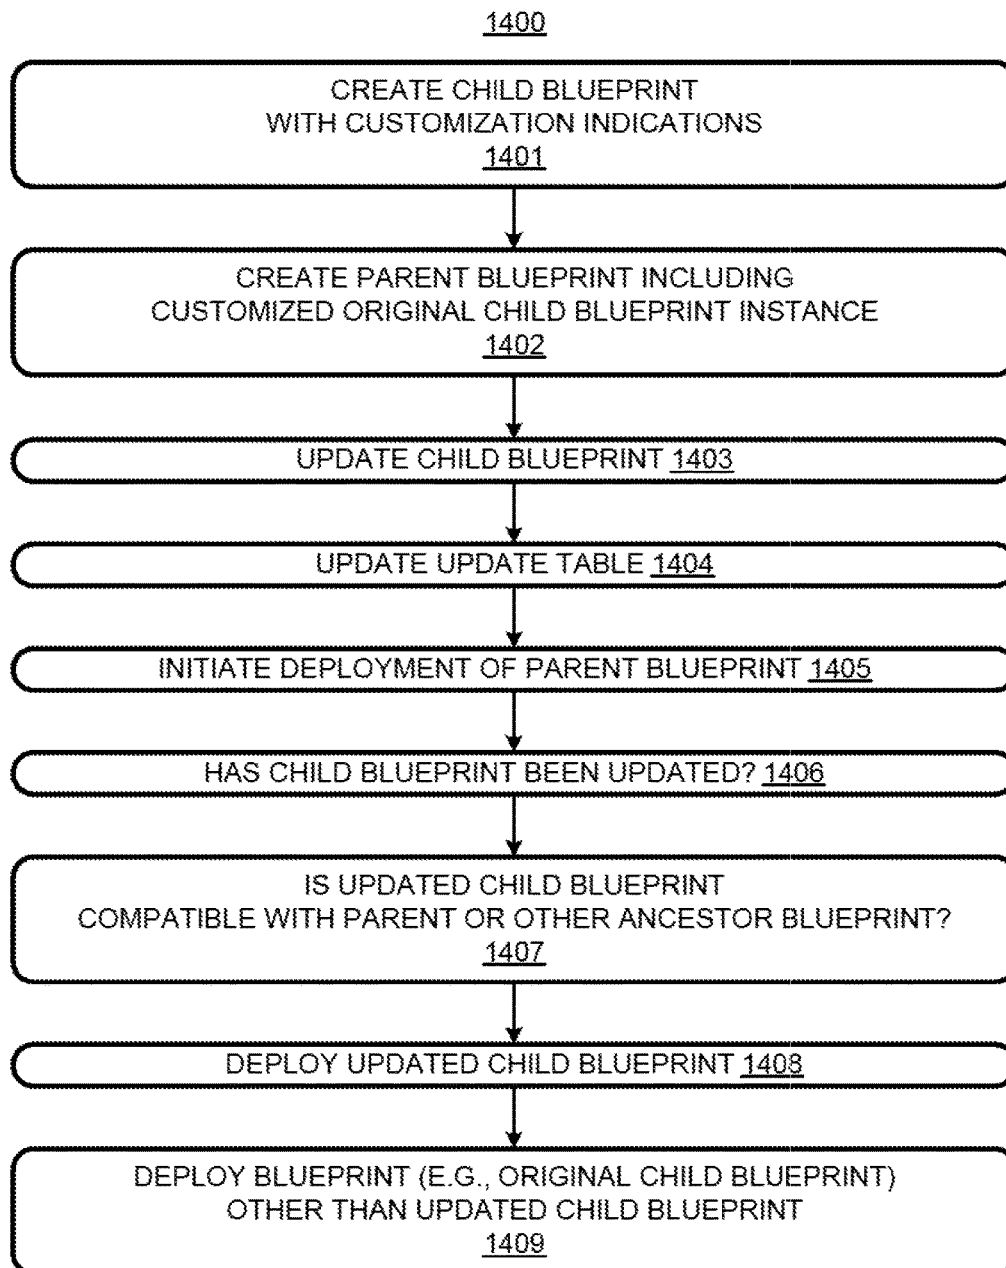 1400
CREATE CHILD BLUEPRINT
WITH CUSTOMIZATION INDICATIONS
1401
CREATE PARENT BLUEPRINT INCLUDING
CUSTOMIZED ORIGINAL CHILD BLUEPRINT INSTANCE
1402
UPDATE CHILD BLUEPRINT 1403
UPDATE UPDATE TABLE 1404
INITIATE DEPLOYMENT OF PARENT BLUEPRINT 1405
HAS CHILD BLUEPRINT BEEN UPDATED? 1406
IS UPDATED CHILD BLUEPRINT
COMPATIBLE WITH PARENT OR OTHER ANCESTOR BLUEPRINT?
1407
DEPLOY UPDATED CHILD BLUEPRINT 1408
DEPLOY BLUEPRINT (E.G., ORIGINAL CHILD BLUEPRINT)
OTHER THAN UPDATED CHILD BLUEPRINT
1409